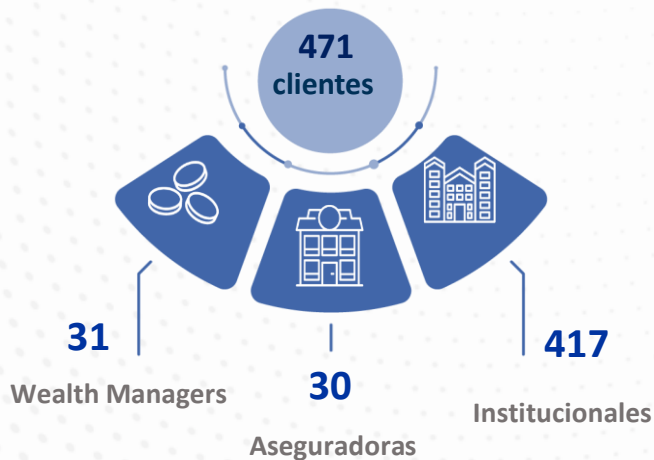 471
clientes
31
Wealth Managers
30
Aseguradoras
417
Institucionales